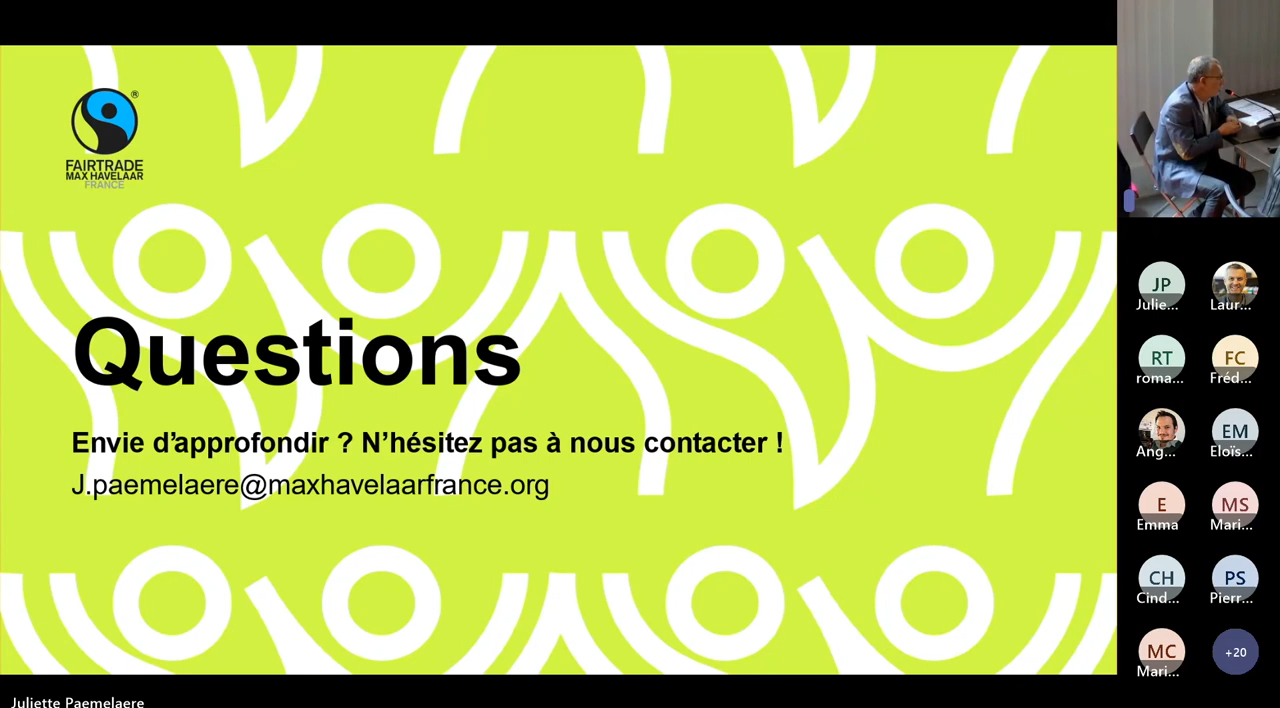 ®
FAIRTRADE
MAX HAVELAAR
FRANCE
Questions
Envie d’approfondir ? N’hésitez pas à nous contacter !
J.paemelaere@maxhavelaarfrance.org
JP
Julie...
Laur...
RT
roma...
FC
Fréd...
Ang...
EM
Eloïs...
E
Emma
MS
Mari...
CH
Cind...
PS
Pierr...
MC
Mari...
+20
Juliette Paemelaere